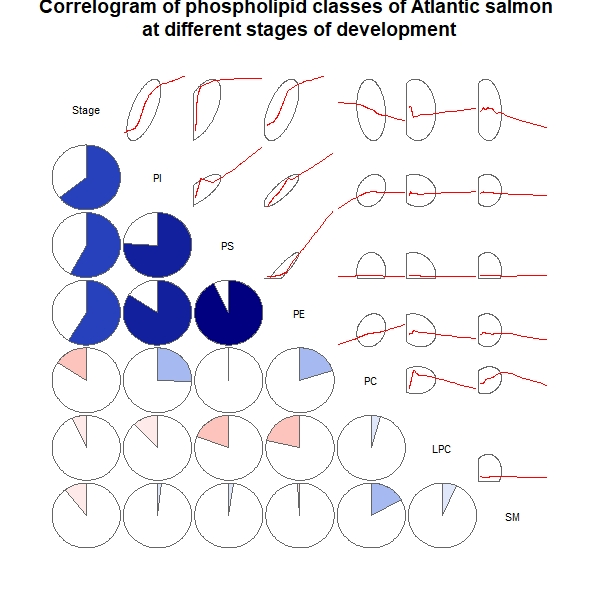 Correlogram of phospholipid classes of Atlantic salmon
at different stages of development
Stage
PI
PS
PE
PC
LPC
SM